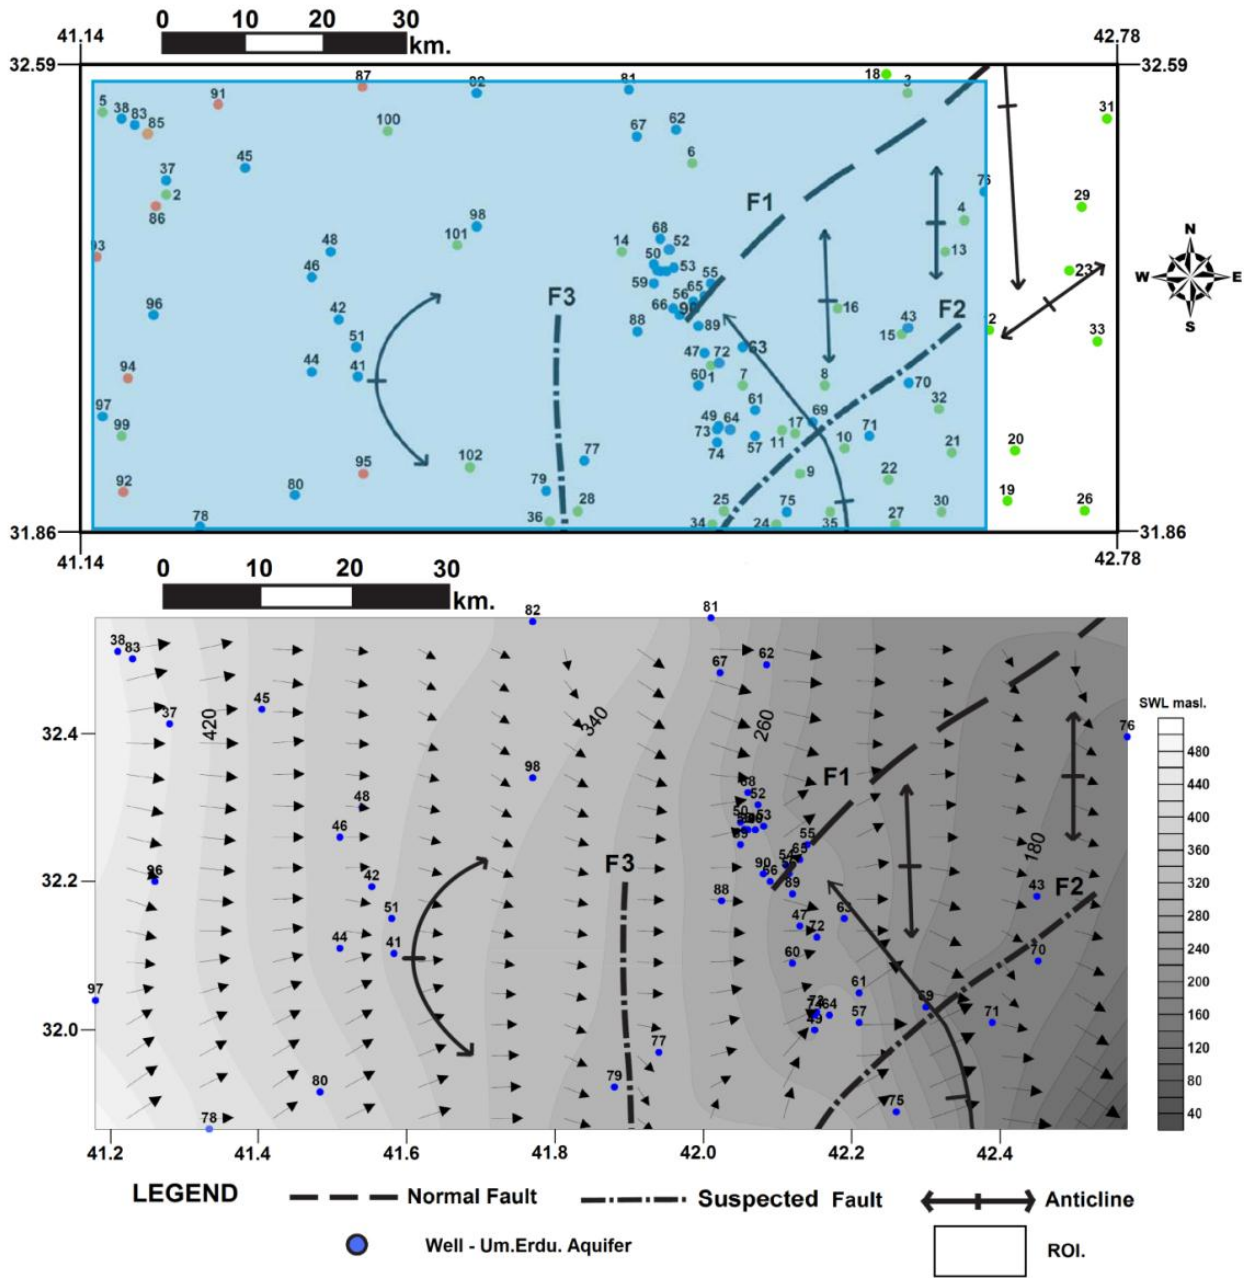 0 10 20 30
km.
41.14 42.78
32.59 32.59
87 82 81 18 3
91
5 38 83 85 100 67 62 31
45 6
37 2 76 29
86 F1
98 68 4
93 101 14 52 13
48 50 53 23
46 59 55
F3 56 65
96 42 66 16 F2
88 89 43 2
51 15 33
44 41 47 72 63
94 60 1 7 8 70
97 61 32
99 49 64 69
73 17 71
74 57 11 10 21 20
95 102 77 9
92 79 22
80 28 25 75 30 19 26
78 36 34 24 35 27
31.86 31.86
41.14 42.78
N
W E
S
0 10 20 30
km.
82 81
38 83 67 62
SWL masl.
45
37 420 340 260 76
32.4
98 F1
68
48 52
50 53
46 55
65
F3 54
96 90 66 180
32.2 42 88 89 43 F2
51 47 63
44 41 72
60 70
97 61
69
64
32.0 49 57 71
77
80 79 75
78
480
440
400
360
320
280
240
200
160
120
80
40
41.2 41.4 41.6 41.8 42.0 42.2 42.4
LEGEND Normal Fault Suspected Fault Anticline
Well - Um.Erdu. Aquifer ROI.